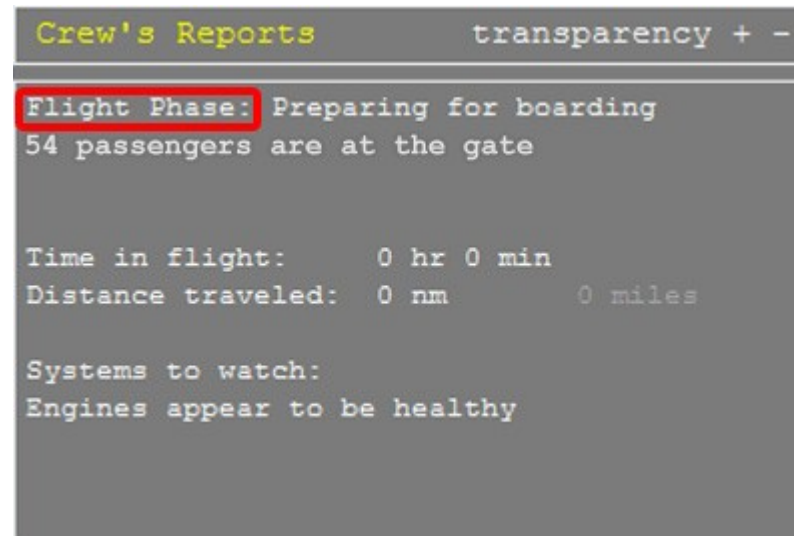 Crew's Reports transparency + -
Flight Phase: Preparing for boarding
54 passengers are at the gate
Time in flight: 0 hr 0 min
Distance traveled: 0 nm 0 miles
Systems to watch:
Engines appear to be healthy